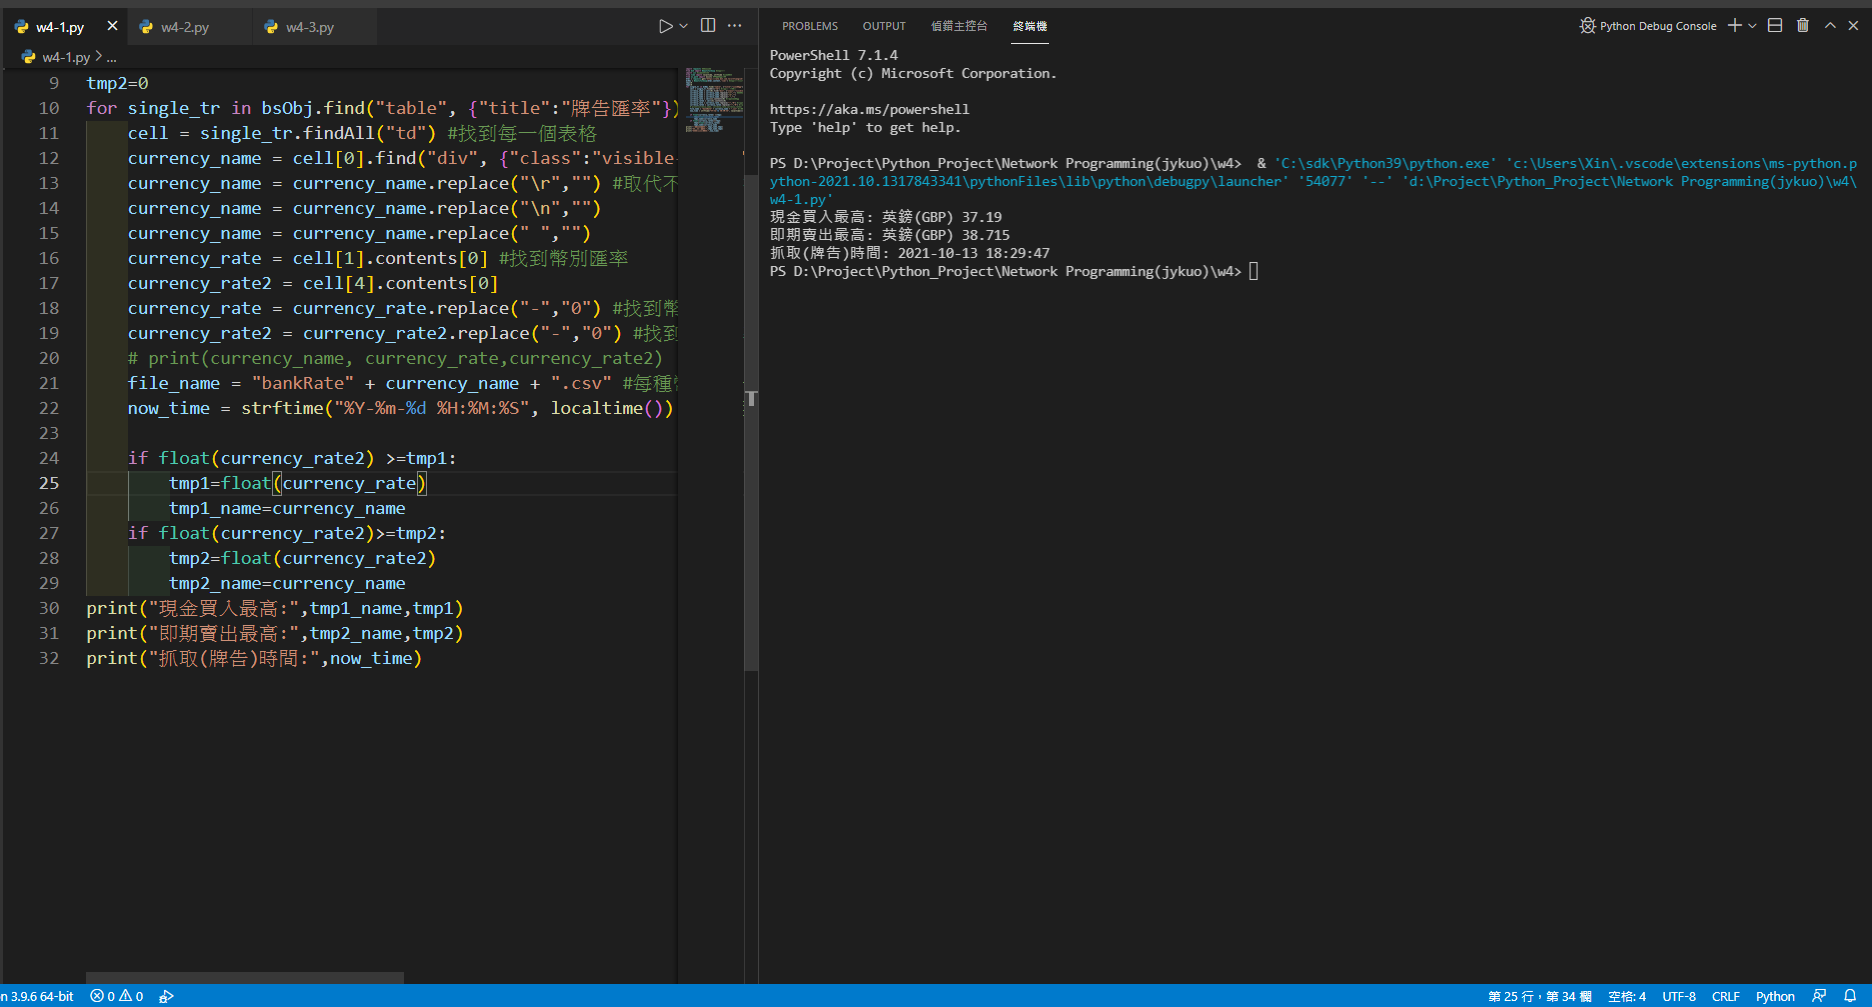 w4-1.py
w4-2.py
w4-3.py
w4-1.py > ...
9 tmp2=0
10 for single_tr in bsObj.find("table", {"title":"牌告匯率"})
11 cell = single_tr.findAll("td") #找到每一個表格
12 currency_name = cell[0].find("div", {"class":"visible-
13 currency_name = currency_name.replace("\r","") #取代不
14 currency_name = currency_name.replace("\n","")
15 currency_name = currency_name.replace(" ","")
16 currency_rate = cell[1].contents[0] #找到幣別匯率
17 currency_rate2 = cell[4].contents[0]
18 currency_rate = currency_rate.replace("-","0") #找到幣
19 currency_rate2 = currency_rate2.replace("-","0") #找到
20 # print(currency_name, currency_rate,currency_rate2)
21 file_name = "bankRate" + currency_name + ".csv" #每種
22 now_time = strftime("%Y-%m-%d %H:%M:%S", localtime())
23
24 if float(currency_rate2) >=tmp1:
25 tmp1=float(currency_rate)
26 tmp1_name=currency_name
27 if float(currency_rate2)>=tmp2:
28 tmp2=float(currency_rate2)
29 tmp2_name=currency_name
30 print("現金買入最高:",tmp1_name,tmp1)
31 print("即期賣出最高:",tmp2_name,tmp2)
32 print("抓取(牌告)時間:",now_time)
PROBLEMS OUTPUT 偵錯主控台 終端機
Python Debug Console
PowerShell 7.1.4
Copyright (c) Microsoft Corporation.
https://aka.ms/powershell
Type 'help' to get help.
PS D:\Project\Python_Project\Network Programming(jykuo)\w4> & 'C:\sdk\Python39\python.exe' 'c:\Users\Xin\.vscode\extensions\ms-python.p
ython-2021.10.1317843341\pythonFiles\lib\python\debugpy\launcher' '54077' '--' 'd:\Project\Python_Project\Network Programming(jykuo)\w4\
w4-1.py'
現金買入最高: 英鎊(GBP) 37.19
即期賣出最高: 英鎊(GBP) 38.715
抓取(牌告)時間: 2021-10-13 18:29:47
PS D:\Project\Python_Project\Network Programming(jykuo)\w4>
n 3.9.6 64-bit 0 0
第 25 行，第 34 欄 空格: 4 UTF-8 CRLF Python